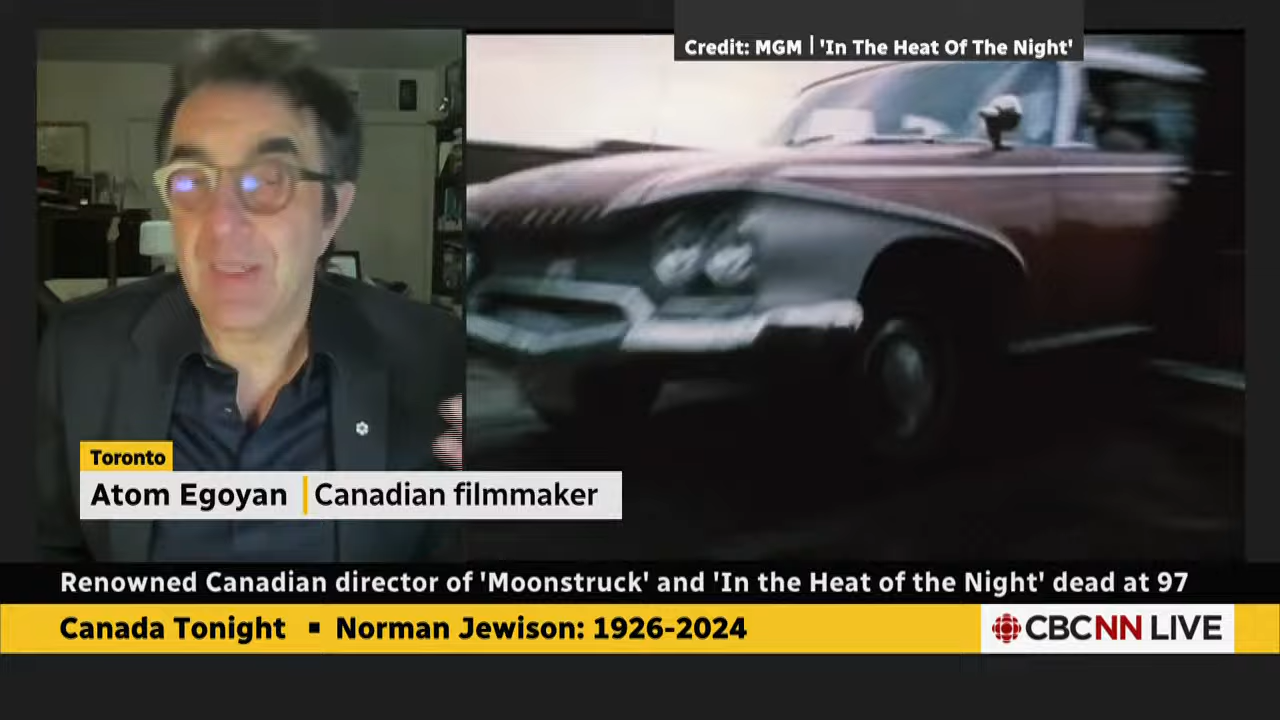 Credit: MGM | 'In The Heat Of The Night'
Toronto
Atom Egoyan | Canadian filmmaker
Renowned Canadian director of 'Moonstruck' and 'In the Heat of the Night' dead at 97
Canada Tonight ▪ Norman Jewison: 1926-2024
CBCNN LIVE